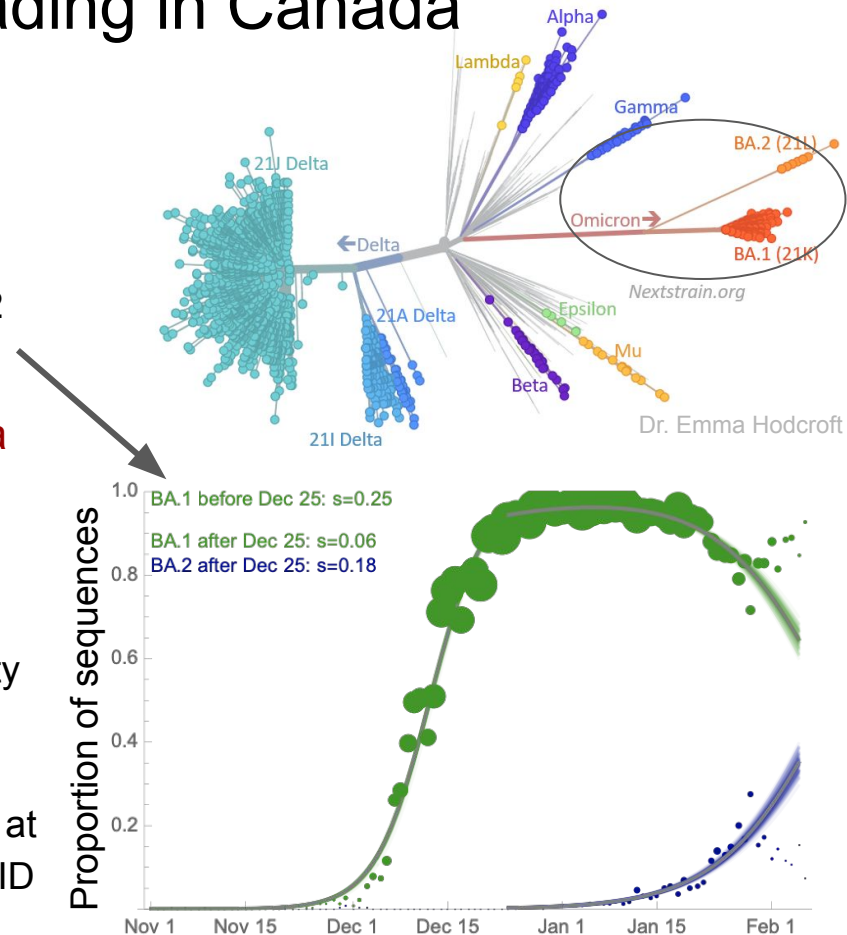 ading in Canada
Alpha
Lambda
Gamma
BA.2 (21L)
21J Delta
Omicron→
←Delta
BA.1 (21K)
Nextstrain.org
2
21A Delta
Epsilon
Mu
Beta
a
Dr. Emma Hodcroft
21I Delta
BA.1 before Dec 25: s=0.25
BA.1 after Dec 25: s=0.06
BA.2 after Dec 25: s=0.18
Proportion of sequences
1.0
0.8
0.6
0.4
0.2
ty
at
ID
Nov 1 Nov 15 Dec 1 Dec 15 Jan 1 Jan 15 Feb 1